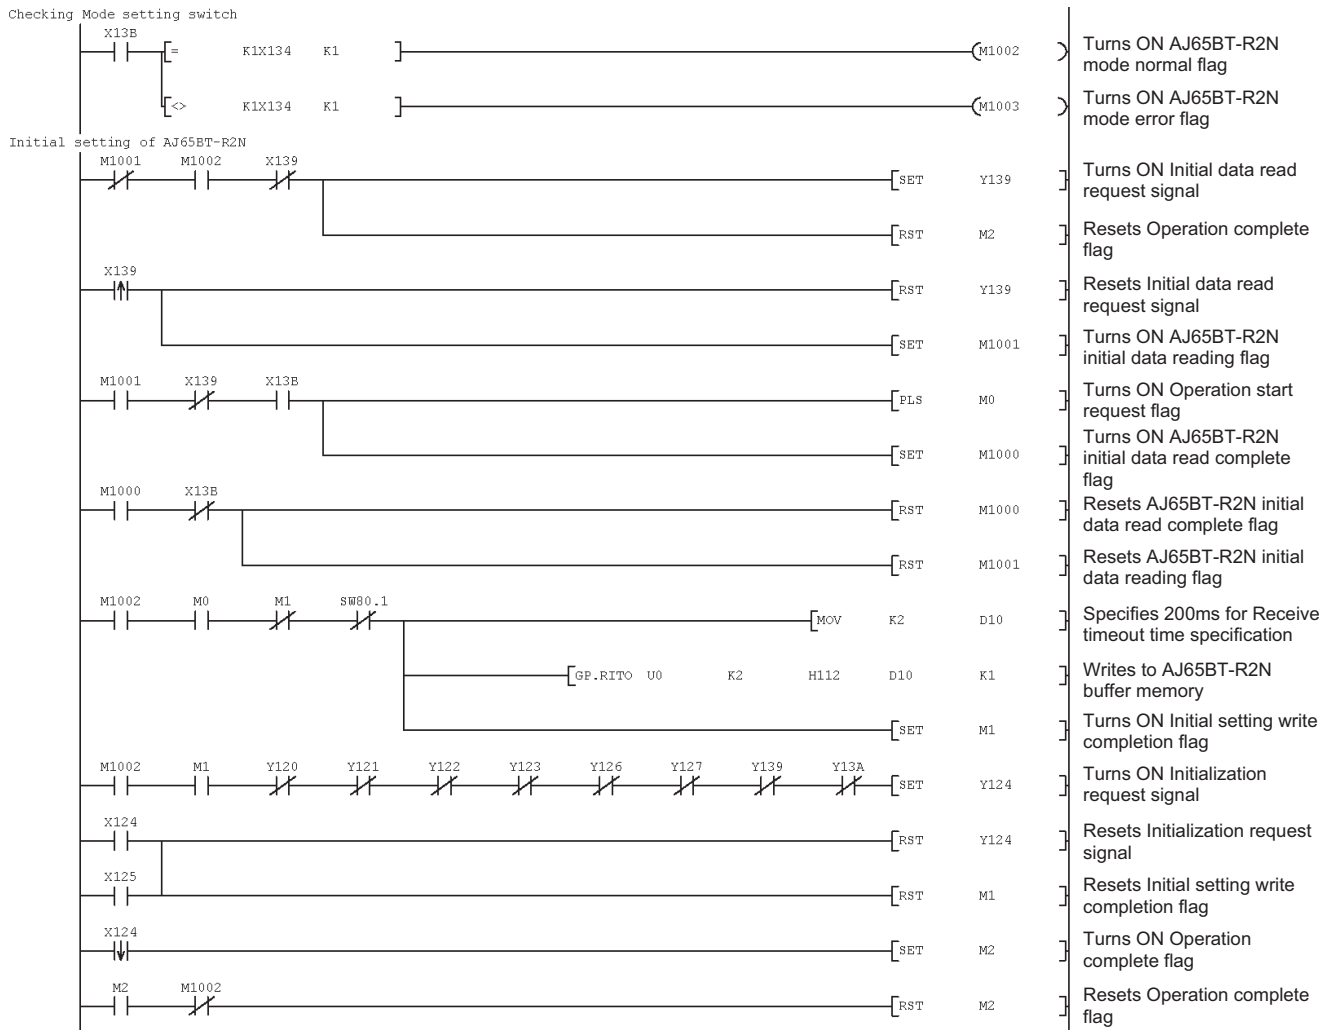 Checking Mode setting switch
X13B
= K1X134 K1 M1002
Turns ON AJ65BT-R2N
mode normal flag
<> K1X134 K1 M1003
Turns ON AJ65BT-R2N
mode error flag
Initial setting of AJ65BT-R2N
M1001 M1002 X139
SET Y139
Turns ON Initial data read
request signal
RST M2
Resets Operation complete
flag
X139
RST Y139
Resets Initial data read
request signal
SET M1001
Turns ON AJ65BT-R2N
initial data reading flag
M1001 X139 X13B
PLS M0
Turns ON Operation start
request flag
SET M1000
Turns ON AJ65BT-R2N
initial data read complete
flag
M1000 X13B
RST M1000
Resets AJ65BT-R2N initial
data read complete flag
RST M1001
Resets AJ65BT-R2N initial
data reading flag
M1002 M0 M1 SW80.1
MOV K2 D10
Specifies 200ms for Receive
timeout time specification
GP.RITO U0 K2 H112 D10 K1
Writes to AJ65BT-R2N
buffer memory
SET M1
Turns ON Initial setting write
completion flag
M1002 M1 Y120 Y121 Y122 Y123 Y126 Y127 Y139 Y13A
SET Y124
Turns ON Initialization
request signal
X124
RST Y124
Resets Initialization request
signal
X125
RST M1
Resets Initial setting write
completion flag
X124
SET M2
Turns ON Operation
complete flag
M2 M1002
RST M2
Resets Operation complete
flag